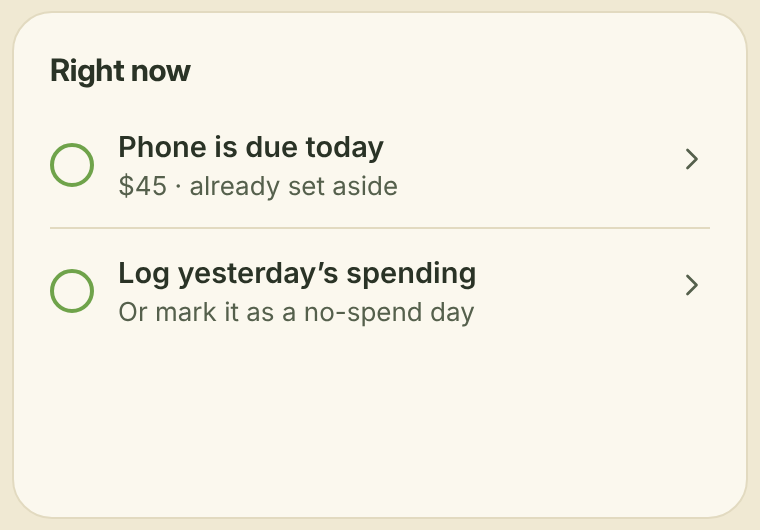 Right now
Phone is due today
$45 · already set aside
Log yesterday’s spending
Or mark it as a no-spend day